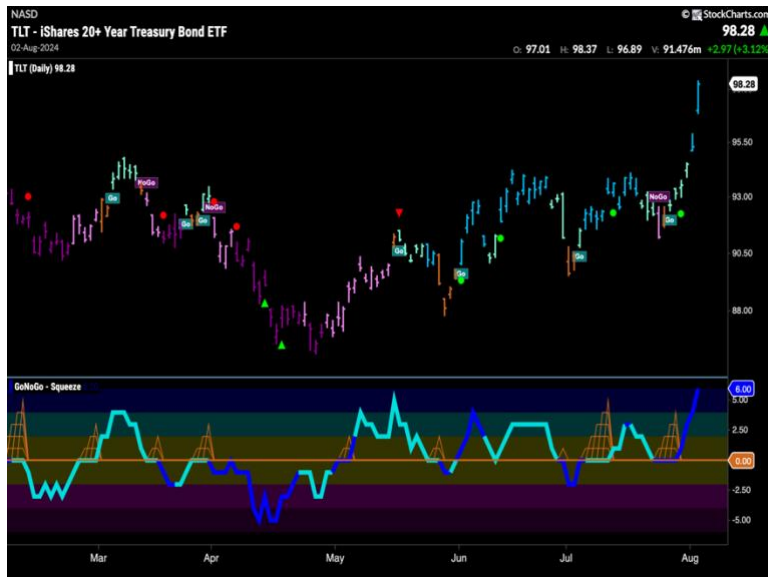 NASD
© StockCharts.com
TLT - iShares 20+ Year Treasury Bond ETF
98.28
02-Aug-2024
O: 97.01 H: 98.37 L: 96.89 V: 91.476m +2.97 (+3.12%)
TLT (Daily) 98.28
98.28
95.50
NoGo
NoGo
93.00
Go
NoGo
Go
Go
Go
Go
90.50
Go
Go
88.00
GoNoGo - Squeeze
6.00
5.00
2.50
0.00
-2.50
-5.00
Mar Apr May Jun Jul Aug